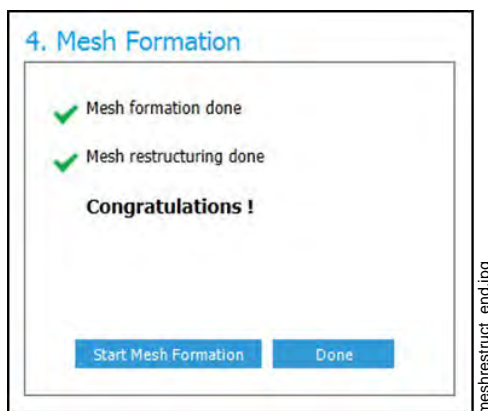 4. Mesh Formation
Mesh formation done
Mesh restructuring done
Congratulations !
Start Mesh Formation
Done
meshrestruct_end.jpg